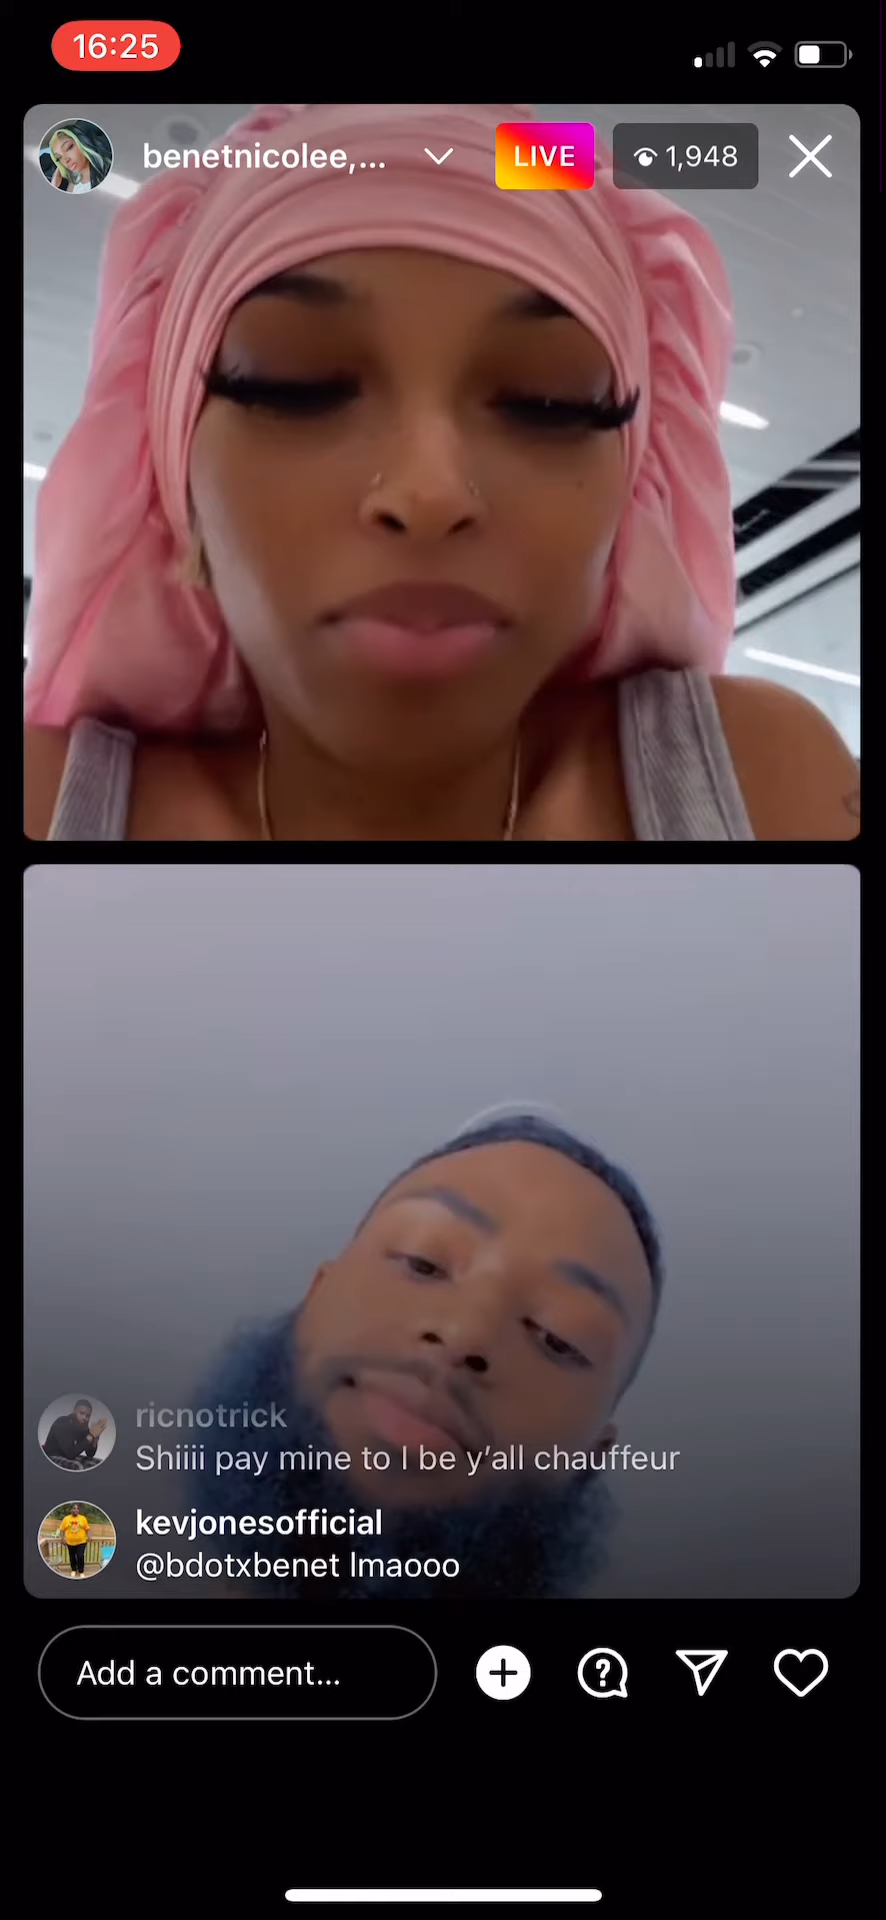 16:25
benetnicolee,...
LIVE
1,948
ricnotrick
Shiiii pay mine to I be y’all chauffeur
kevjonesofficial
@bdotxbenet lmaooo
Add a comment...